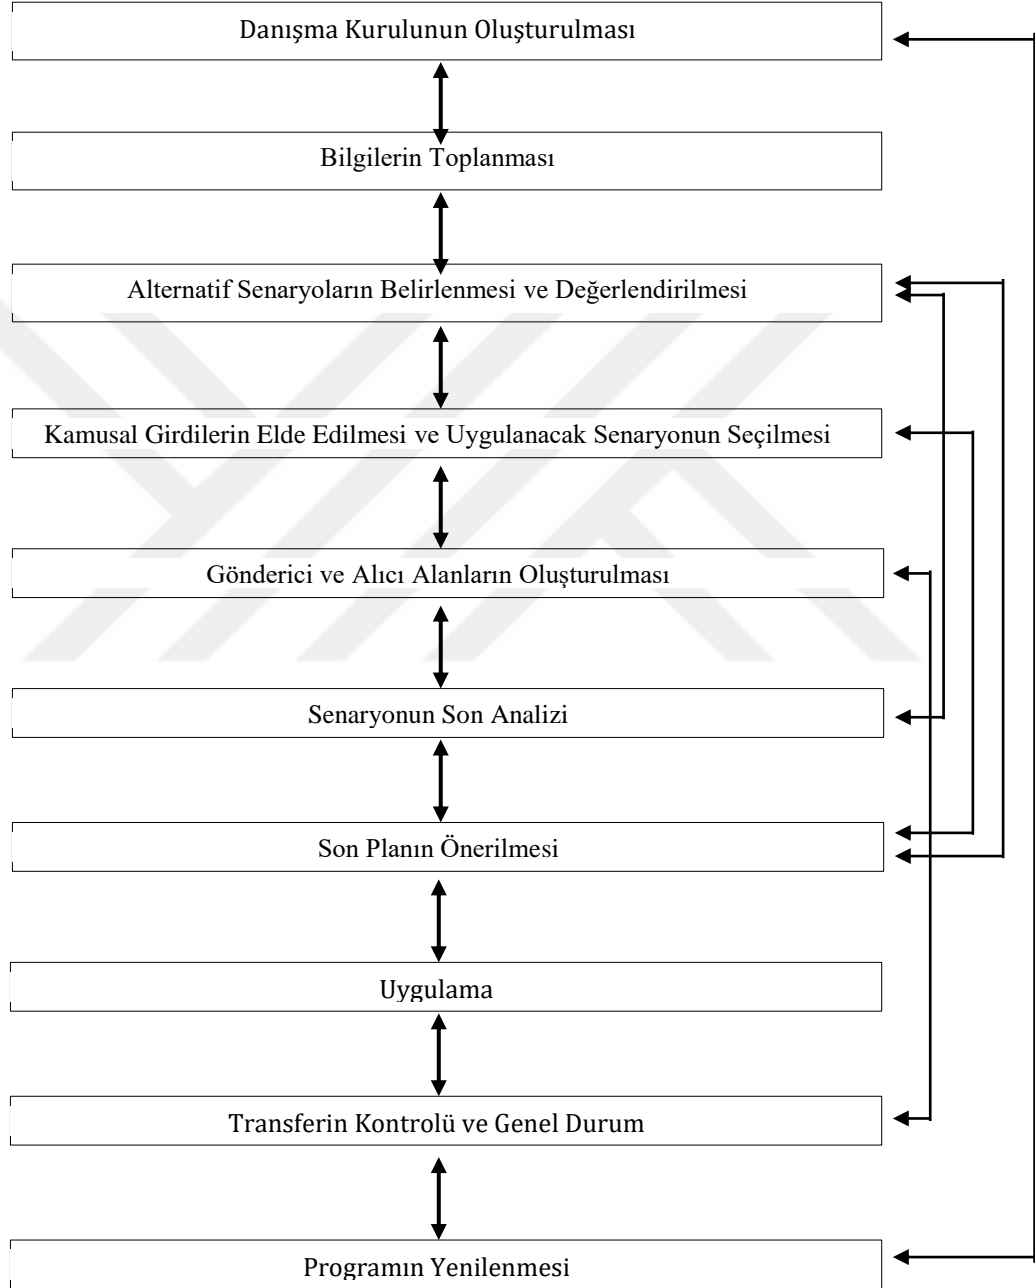 Danışma Kurulunun Oluşturulması
Bilgilerin Toplanması
Alternatif Senaryoların Belirlenmesi ve Değerlendirilmesi
Kamusal Girdilerin Elde Edilmesi ve Uygulanacak Senaryonun Seçilmesi
Gönderici ve Alıcı Alanların Oluşturulması
Senaryonun Son Analizi
Son Planın Önerilmesi
Uygulama
Transferin Kontrolü ve Genel Durum
Programın Yenilenmesi